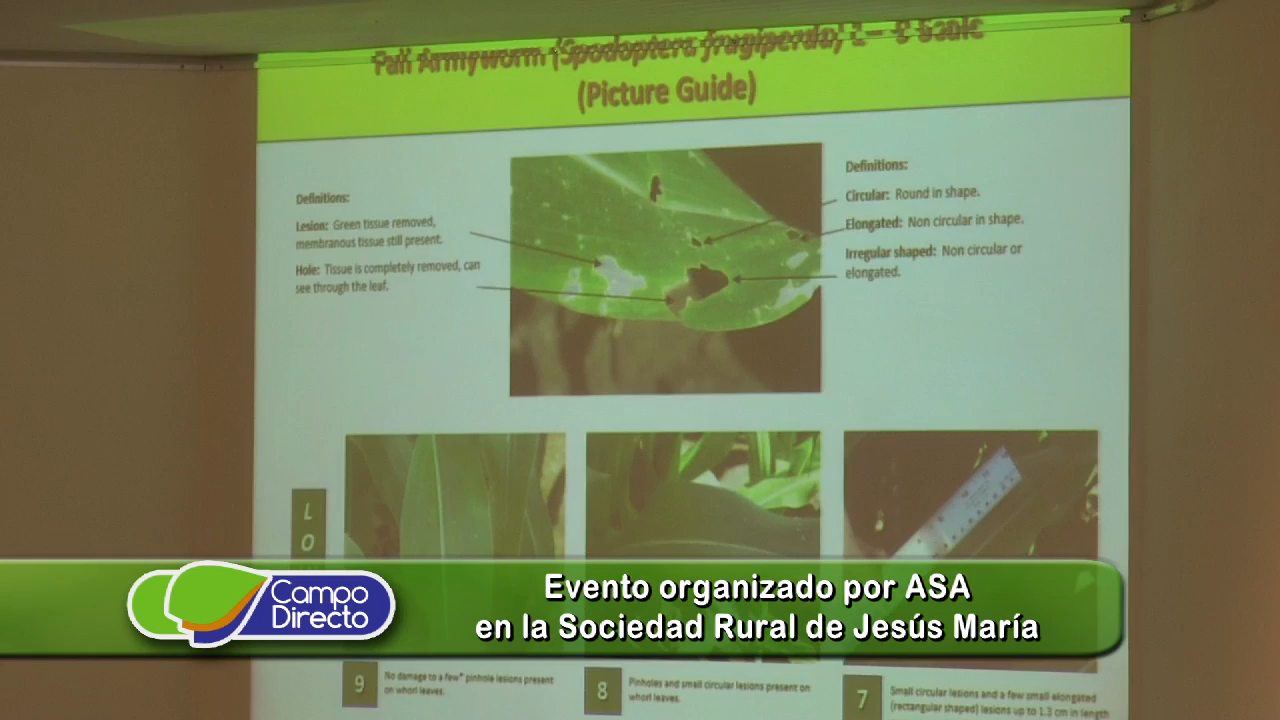 Fall Armyworm (Spodoptera frugiperda) 1 – 9 Scale
(Picture Guide)
Definitions:
Lesion: Green tissue removed,
membranous tissue still present.
Hole: Tissue is completely removed, can
see through the leaf.
Definitions:
Circular: Round in shape.
Elongated: Non circular in shape.
Irregular shaped: Non circular or
elongated.
L
O
Campo
Directo
Evento organizado por ASA
en la Sociedad Rural de Jesús María
9
No damage to a few* pinhole lesions present
on whorl leaves.
8
Pinholes and small circular lesions present on
whorl leaves.
7
Small circular lesions and a few small elongated
(rectangular shaped) lesions up to 1.3 cm in length